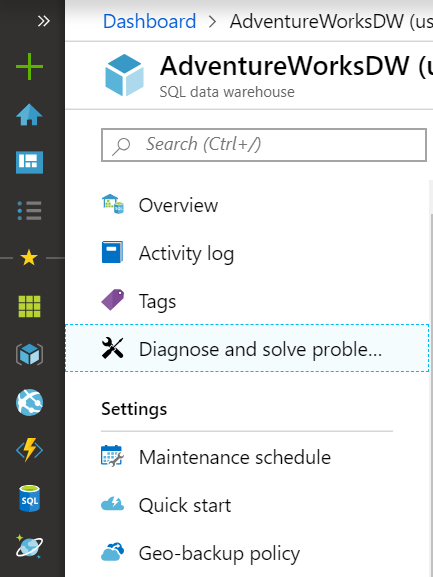 Dashboard > AdventureWorksDW (us
AdventureWorksDW (u
SQL data warehouse
Search (Ctrl+/)
Overview
Activity log
Tags
Diagnose and solve proble...
Settings
Maintenance schedule
Quick start
SQL
Geo-backup policy